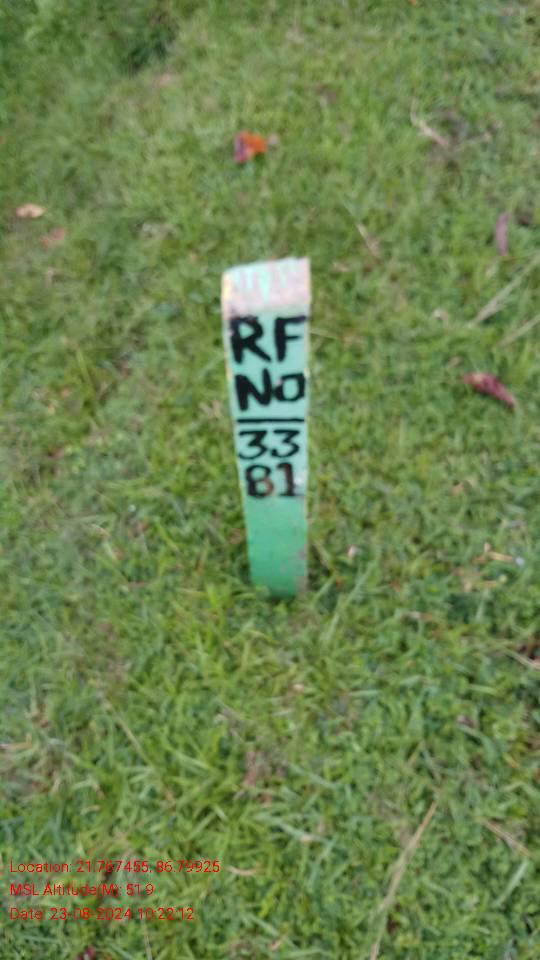 RF
No
33
81
Location: 21.767455, 86.79925
MSL Altitude(M): 51.9
Date: 23-08-2024 10:22:12